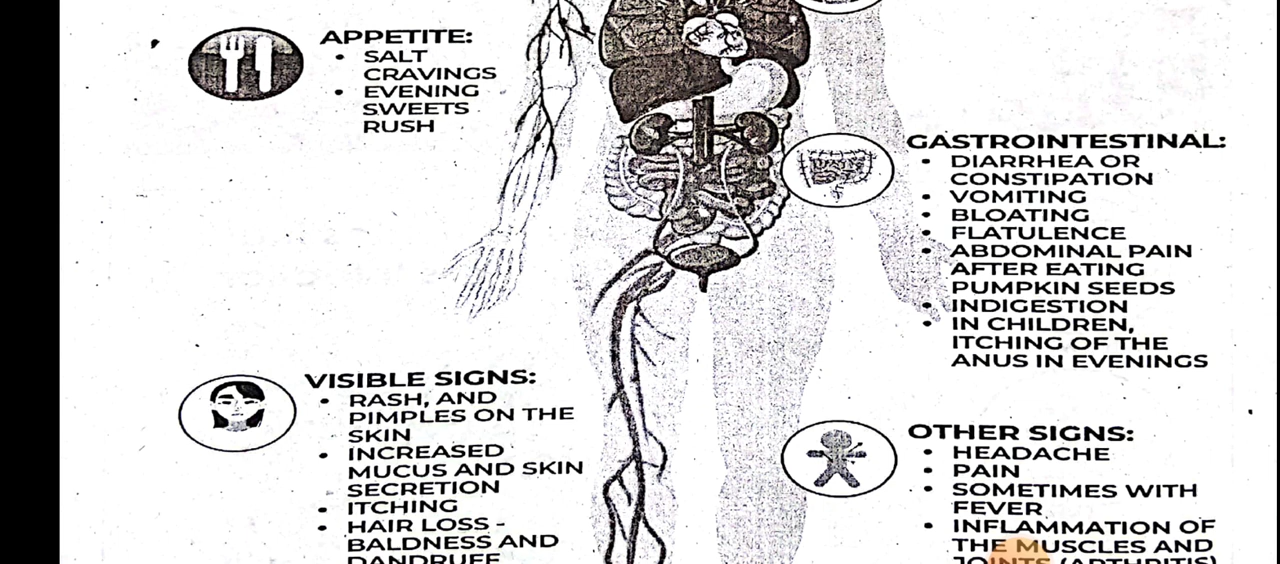 APPETITE:
• SALT
CRAVINGS
• EVENING
SWEETS
RUSH
GASTROINTESTINAL:
• DIARRHEA OR
CONSTIPATION
• VOMITING
• BLOATING
• FLATULENCE
• ABDOMINAL PAIN
AFTER EATING
PUMPKIN SEEDS
• INDIGESTION
• IN CHILDREN,
ITCHING OF THE
ANUS IN EVENINGS
VISIBLE SIGNS:
• RASH, AND
PIMPLES ON THE
SKIN
• INCREASED
MUCUS AND SKIN
SECRETION
• ITCHING
• HAIR LOSS -
BALDNESS AND
DANDRUFF
OTHER SIGNS:
• HEADACHE
• PAIN
• SOMETIMES WITH
FEVER
• INFLAMMATION OF
THE MUSCLES AND
JOINTS (ARTHRITIS)